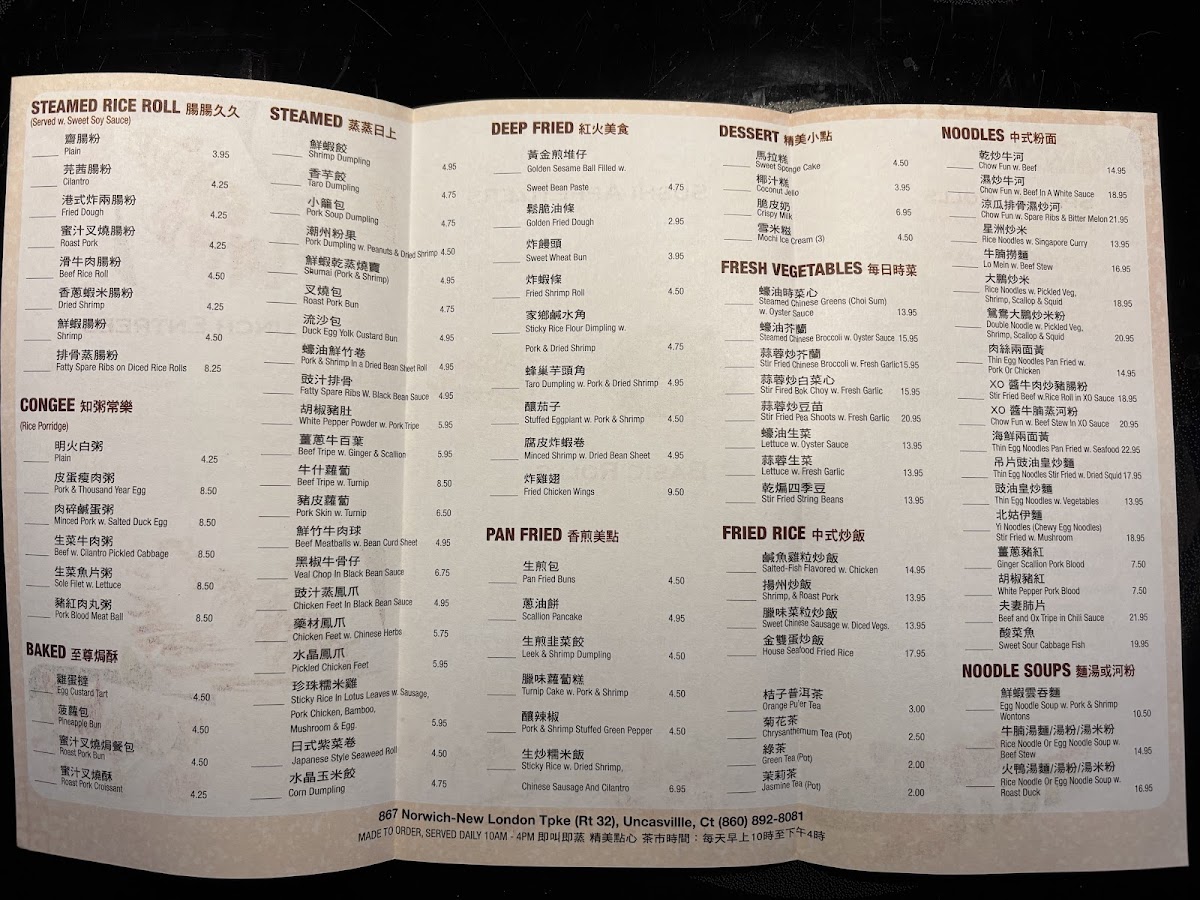 STEAMED RICE ROLL 腸腸久久
(Served w. Sweet Soy Sauce)
齋腸粉
Plain 3.95
芫茜腸粉
Cilantro 4.25
港式炸兩腸粉
Fried Dough 4.25
蜜汁叉燒腸粉
Roast Pork 4.25
滑牛肉腸粉
Beef Rice Roll 4.50
香蔥蝦米腸粉
Dried Shrimp 4.25
鮮蝦腸粉
Shrimp 4.50
排骨蒸腸粉
Fatty Spare Ribs on Diced Rice Rolls 8.25
CONGEE 知粥常樂
(Rice Porridge)
明火白粥
Plain 4.25
皮蛋瘦肉粥
Pork & Thousand Year Egg 8.50
肉碎鹹蛋粥
Minced Pork w. Salted Duck Egg 8.50
生菜牛肉粥
Beef w. Cilantro Pickled Cabbage 8.50
生菜魚片粥
Sole Filet w. Lettuce 8.50
豬紅肉丸粥
Pork Blood Meat Ball 8.50
BAKED 至尊焗酥
雞蛋撻
Egg Custard Tart 4.50
菠蘿包
Pineapple Bun 4.50
蜜汁叉燒焗餐包
Roast Pork Bun 4.50
蜜汁叉燒酥
Roast Pork Croissant 4.25
STEAMED 蒸蒸日上
鮮蝦餃
Shrimp Dumpling 4.95
香芋餃
Taro Dumpling 4.75
小籠包
Pork Soup Dumpling 4.75
潮州粉果
Pork Dumpling w. Peanuts & Dried Shrimp 4.50
鮮蝦乾蒸燒賣
Skumai (Pork & Shrimp) 4.95
叉燒包
Roast Pork Bun 4.75
流沙包
Duck Egg Yolk Custard Bun 4.95
蠔油鮮竹卷
Pork & Shrimp In a Dried Bean Sheet Roll 4.95
豉汁排骨
Fatty Spare Ribs W. Black Bean Sauce 4.95
胡椒豬肚
White Pepper Powder w. Pork Tripe 5.95
薑蔥牛百葉
Beef Tripe w. Ginger & Scallion 5.95
牛什蘿蔔
Beef Tripe w. Turnip 8.50
豬皮蘿蔔
Pork Skin w. Turnip 6.50
鮮竹牛肉球
Beef Meatballs w. Bean Curd Sheet 4.95
黑椒牛骨仔
Veal Chop In Black Bean Sauce 6.75
豉汁蒸鳳爪
Chicken Feet In Black Bean Sauce 4.95
藥材鳳爪
Chicken Feet w. Chinese Herbs 5.75
水晶鳳爪
Pickled Chicken Feet 5.95
珍珠糯米雞
Sticky Rice In Lotus Leaves w. Sausage,
Pork Chicken, Bamboo,
Mushroom & Egg. 5.95
日式紫菜卷
Japanese Style Seaweed Roll 4.50
水晶玉米餃
Corn Dumpling 4.75
DEEP FRIED 紅火美食
黃金煎堆仔
Golden Sesame Ball Filled w.
Sweet Bean Paste 4.75
鬆脆油條
Golden Fried Dough 2.95
炸饅頭
Sweet Wheat Bun 3.95
炸蝦條
Fried Shrimp Roll 4.50
家鄉鹹水角
Sticky Rice Flour Dimpling w.
Pork & Dried Shrimp 4.75
蜂巢芋頭角
Taro Dumpling w. Pork & Dried Shrimp 4.95
釀茄子
Stuffed Eggplant w. Pork & Shrimp 4.50
腐皮炸蝦卷
Minced Shrimp w. Dried Bean Sheet 4.95
炸雞翅
Fried Chicken Wings 9.50
PAN FRIED 香煎美點
生煎包
Pan Fried Buns 4.50
蔥油餅
Scallion Pancake 4.95
生煎韭菜餃
Leek & Shrimp Dumpling 4.50
臘味蘿蔔糕
Turnip Cake w. Pork & Shrimp 4.50
釀辣椒
Pork & Shrimp Stuffed Green Pepper 4.50
生炒糯米飯
Sticky Rice w. Dried Shrimp,
Chinese Sausage And Cilantro 6.95
DESSERT 精美小點
馬拉糕
Sweet Sponge Cake 4.50
椰汁糕
Coconut Jello 3.95
脆皮奶
Crispy Milk 6.95
雪米糍
Mochi Ice Cream (3) 4.50
FRESH VEGETABLES 每日時菜
蠔油時菜心
Steamed Chinese Greens (Choi Sum)
w. Oyster Sauce 13.95
蠔油芥蘭
Steamed Chinese Broccoli w. Oyster Sauce 15.95
蒜蓉炒芥蘭
Stir Fried Chinese Broccoli w. Fresh Garlic 15.95
蒜蓉炒白菜心
Stir Fired Bok Choy w. Fresh Garlic 15.95
蒜蓉炒豆苗
Stir Fried Pea Shoots w. Fresh Garlic 20.95
蠔油生菜
Lettuce w. Oyster Sauce 13.95
蒜蓉生菜
Lettuce w. Fresh Garlic 13.95
乾煸四季豆
Stir Fried String Beans 13.95
FRIED RICE 中式炒飯
鹹魚雞粒炒飯
Salted-Fish Flavored w. Chicken 14.95
揚州炒飯
Shrimp, & Roast Pork 13.95
臘味菜粒炒飯
Sweet Chinese Sausage w. Diced Vegs. 13.95
金雙蛋炒飯
House Seafood Fried Rice 17.95
桔子普洱茶
Orange Pu'er Tea 3.00
菊花茶
Chrysanthemum Tea (Pot) 2.50
綠茶
Green Tea (Pot) 2.00
茉莉茶
Jasmine Tea (Pot) 2.00
NOODLES 中式粉面
乾炒牛河
Chow Fun w. Beef 14.95
濕炒牛河
Chow Fun w. Beef In A White Sauce 18.95
涼瓜排骨濕炒河
Chow Fun w. Spare Ribs & Bitter Melon 21.95
星洲炒米
Rice Noodles w. Singapore Curry 13.95
牛腩撈麵
Lo Mein w. Beef Stew 16.95
大鵬炒米
Rice Noodles w. Pickled Veg,
Shrimp, Scallop & Squid 18.95
鴛鴦大鵬炒米粉
Double Noodle w. Pickled Veg,
Shrimp, Scallop & Squid 20.95
肉絲兩面黃
Thin Egg Noodles Pan Fried w.
Pork Or Chicken 14.95
XO 醬牛肉炒豬腸粉
Stir Fried Beef w.Rice Roll in XO Sauce 18.95
XO 醬牛腩蒸河粉
Chow Fun w. Beef Stew In XO Sauce 20.95
海鮮兩面黃
Thin Egg Noodles Pan Fried w. Seafood 22.95
吊片豉油皇炒麵
Thin Egg Noodles Stir Fried w. Dried Squid 17.95
豉油皇炒麵
Thin Egg Noodles w. Vegetables 13.95
北姑伊麵
Yi Noodles (Chewy Egg Noodles)
Stir Fried w. Mushroom 18.95
薑蔥豬紅
Ginger Scallion Pork Blood 7.50
胡椒豬紅
White Pepper Pork Blood 7.50
夫妻肺片
Beef and Ox Tripe in Chili Sauce 21.95
酸菜魚
Sweet Sour Cabbage Fish 19.95
NOODLE SOUPS 麵湯或河粉
鮮蝦雲吞麵
Egg Noodle Soup w. Pork & Shrimp
Wontons 10.50
牛腩湯麵/湯粉/湯米粉
Rice Noodle Or Egg Noodle Soup w.
Beef Stew 14.95
火鴨湯麵/湯粉/湯米粉
Rice Noodle Or Egg Noodle Soup w.
Roast Duck 16.95
867 Norwich-New London Tpke (Rt 32), Uncasvillle, Ct (860) 892-8081
MADE TO ORDER, SERVED DAILY 10AM - 4PM 即叫即蒸 精美點心 茶市時間：每天早上10時至下午4時